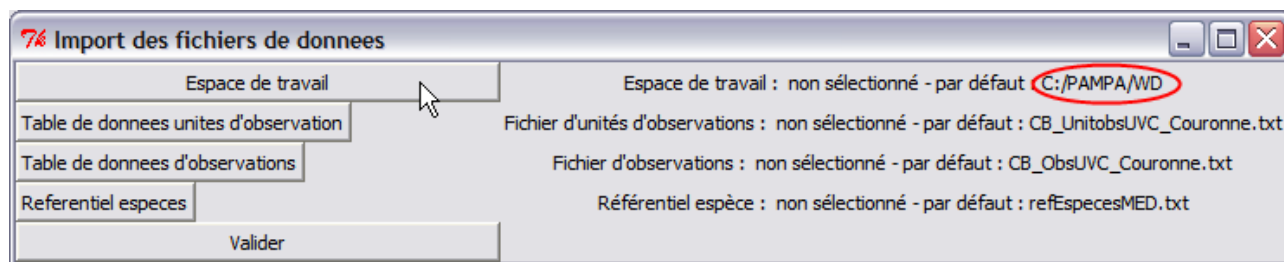 Import des fichiers de donnees
Espace de travail Espace de travail : non sélectionné - par défaut : C:/PAMPA/WD
Table de donnees unites d'observation Fichier d'unités d'observations : non sélectionné - par défaut : CB_UnitobsUVC_Couronne.txt
Table de donnees d'observations Fichier d'observations : non sélectionné - par défaut : CB_ObsUVC_Couronne.txt
Referentiel especes Référentiel espèce : non sélectionné - par défaut : refEspecesMED.txt
Valider